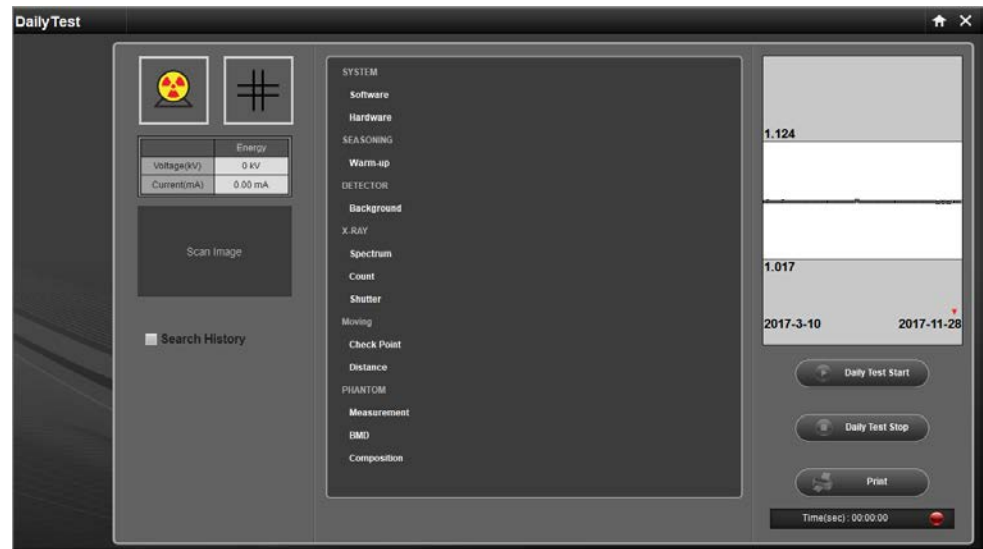 DailyTest
Energy
Voltage(kV) 0 kV
Current(mA) 0.00 mA
Scan Image
Search History
SYSTEM
Software
Hardware
SEASONING
Warm-up
DETECTOR
Background
X-RAY
Spectrum
Count
Shutter
Moving
Check Point
Distance
PHANTOM
Measurement
BMD
Composition
1.124
1.017
2017-3-10 2017-11-28
Daily Test Start
Daily Test Stop
Print
Time(sec) : 00:00:00